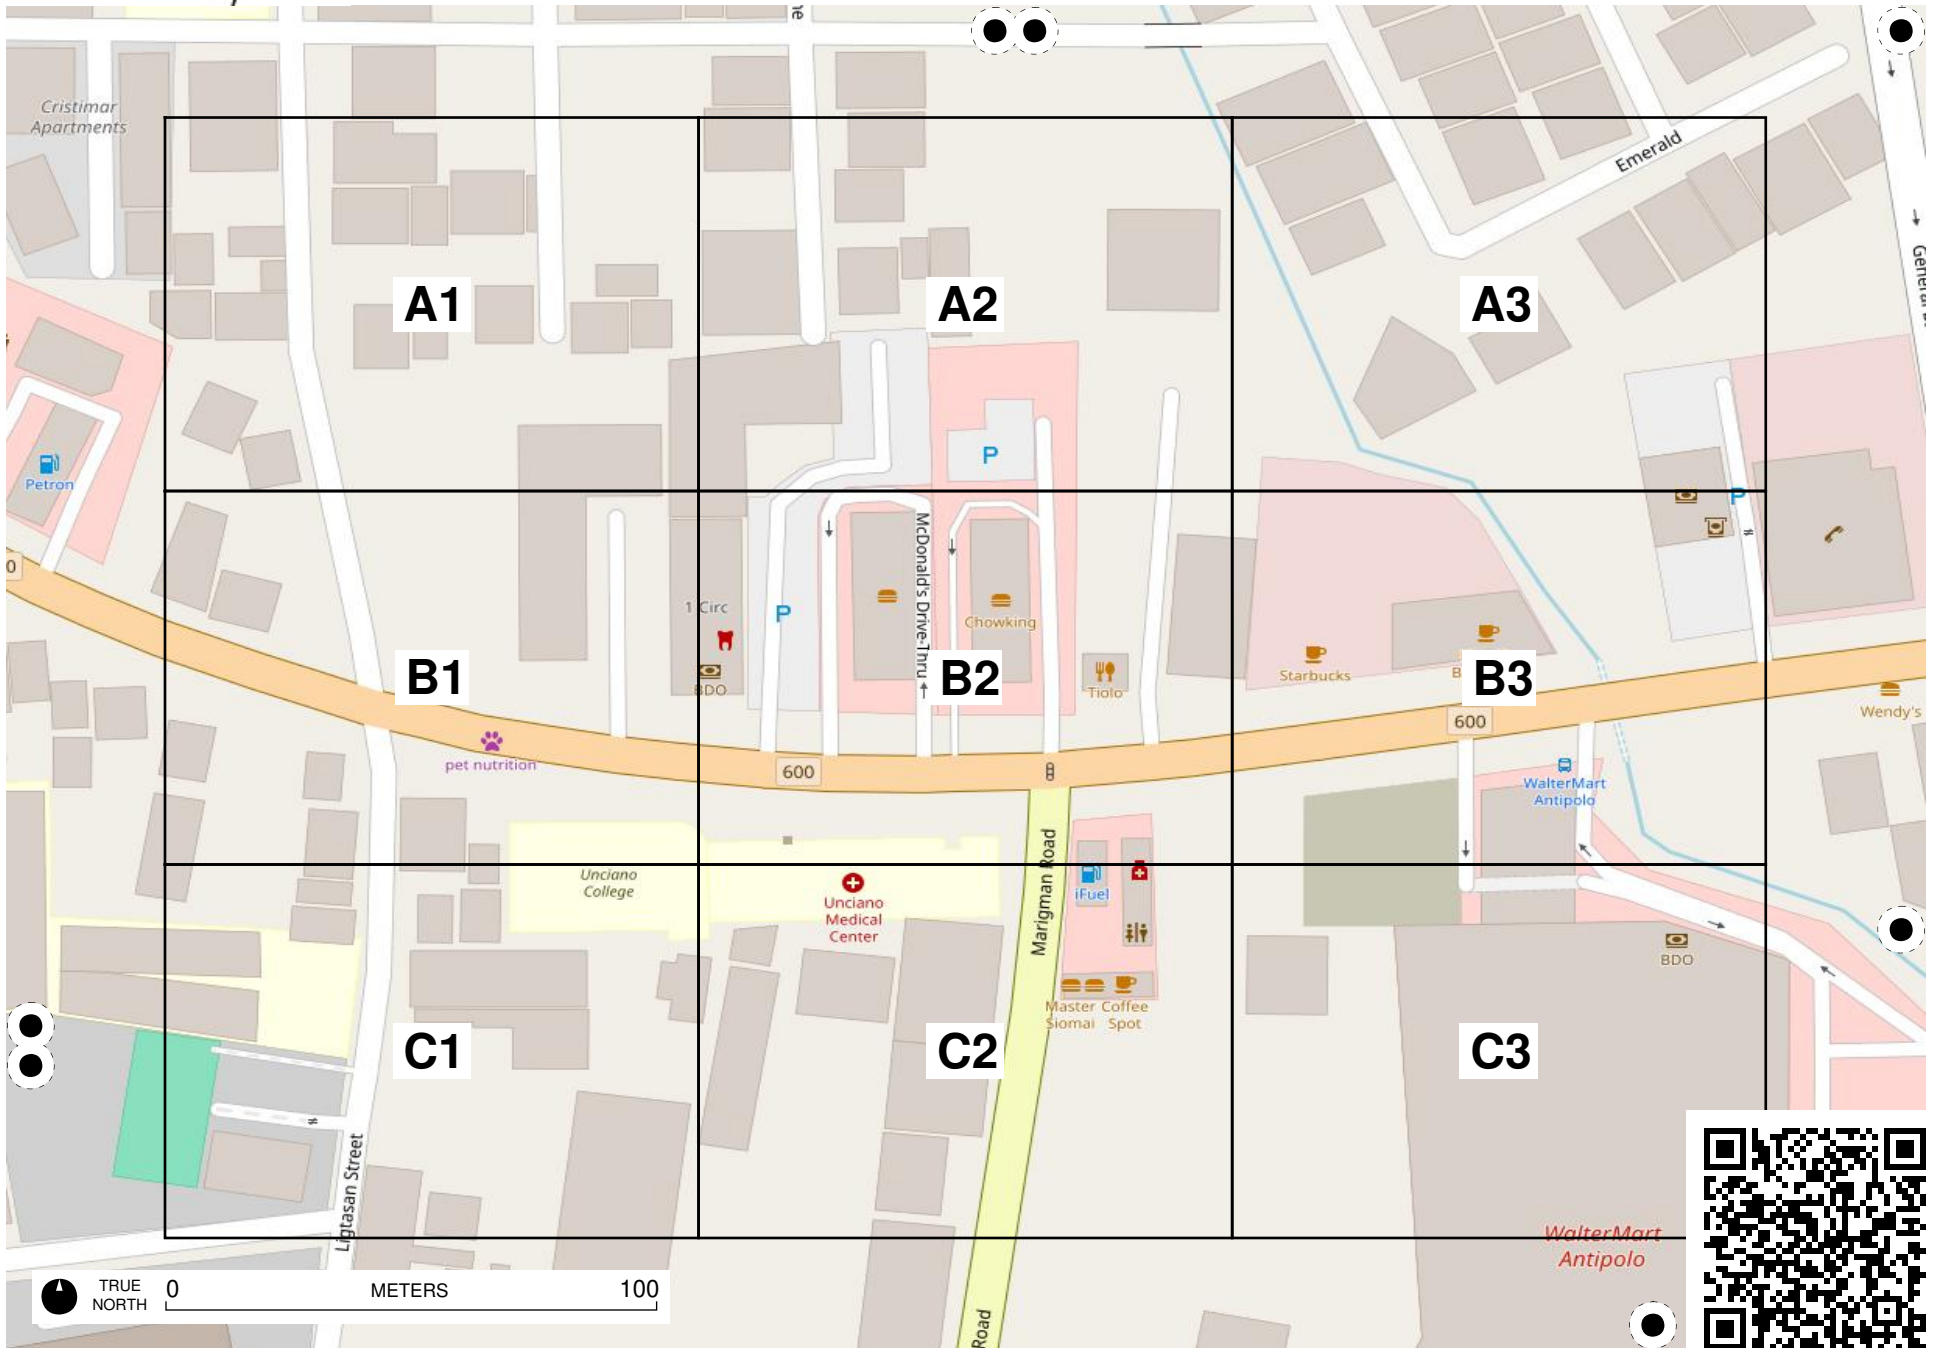 Cristimar
Apartments
Emerald
A1
A2
A3
P
Petron
P
McDonald's Drive-Thru
1 Circ
P
Chowking
BDO
Tiolo
Starbucks
B1
B2
B3
600
Wendy's
pet nutrition
600
WalterMart
Antipolo
Marigman Road
Unciano
College
Unciano
Medical
Center
iFuel
BDO
Master
Siomai
Coffee
Spot
C1
C2
C3
Ligtasan Street
WalterMart
Antipolo
TRUE
NORTH
0
METERS
100
Road